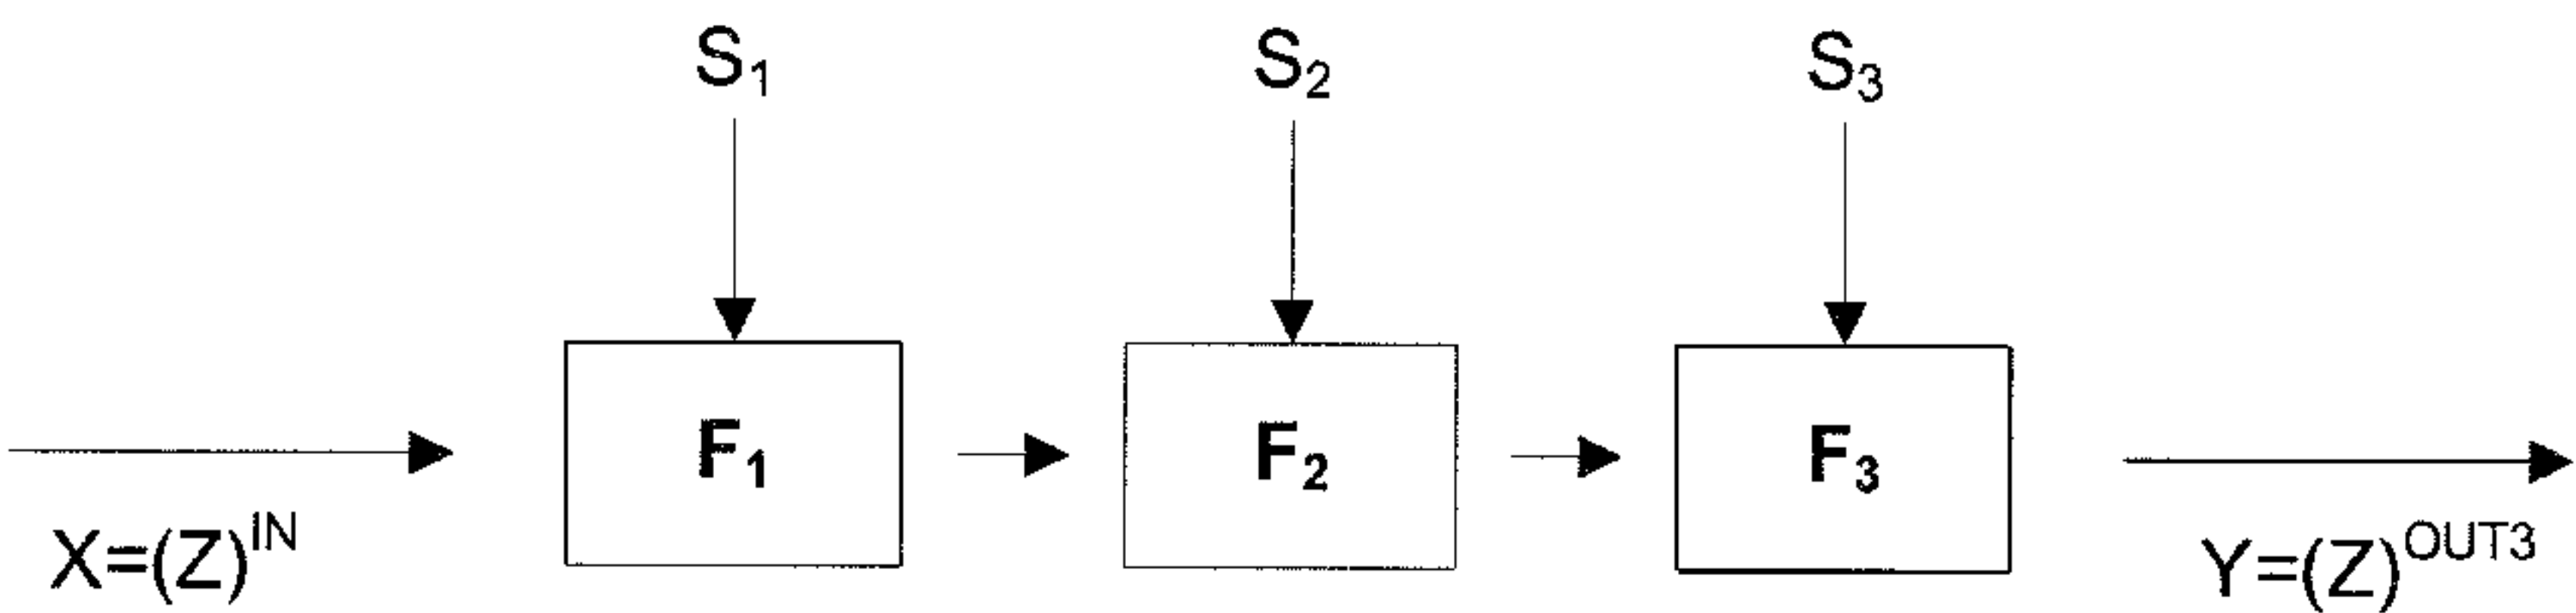 S₁ S₂ S₃
F₁ F₂ F₃
X=(Z)^IN Y=(Z)^OUT3